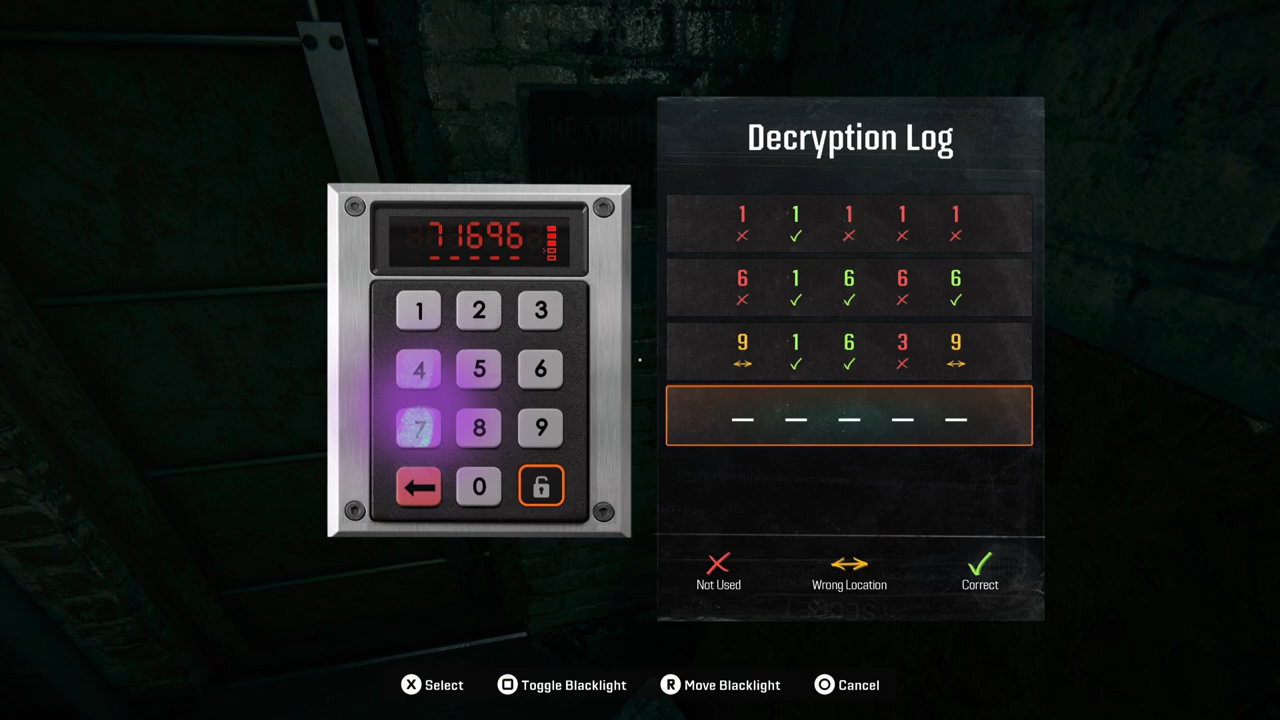 НЕ КУРИТЬ
Decryption Log
71696
1 1 1 1 1
6 1 6 6 6
9 1 6 3 9
1 2 3
4 5 6
7 8 9
0
Not Used Wrong Location Correct
X Select Toggle Blacklight R Move Blacklight Cancel